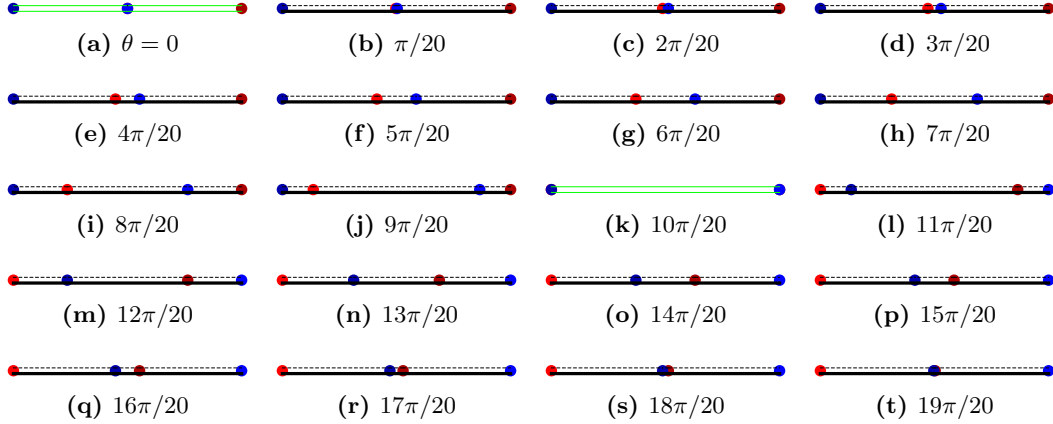 (a) θ = 0 (b) π/20 (c) 2π/20 (d) 3π/20
(e) 4π/20 (f) 5π/20 (g) 6π/20 (h) 7π/20
(i) 8π/20 (j) 9π/20 (k) 10π/20 (l) 11π/20
(m) 12π/20 (n) 13π/20 (o) 14π/20 (p) 15π/20
(q) 16π/20 (r) 17π/20 (s) 18π/20 (t) 19π/20